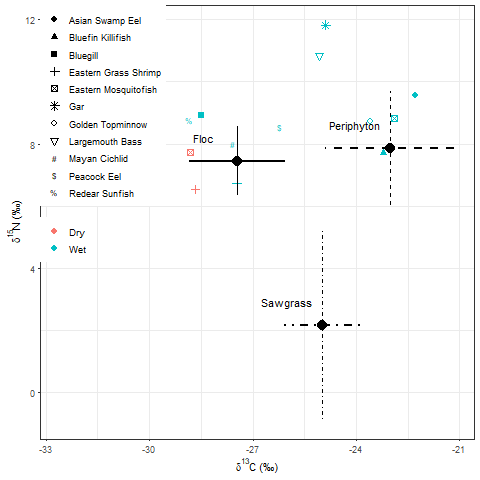 12
8
4
0
δ15N (‰)
Asian Swamp Eel
Bluefin Killifish
Bluegill
Eastern Grass Shrimp
Eastern Mosquitofish
Gar
Golden Topminnow
Largemouth Bass
# Mayan Cichlid
$ Peacock Eel
% Redear Sunfish
Dry
Wet
%
Floc
#
$
Periphyton
Sawgrass
-33 -30 -27 -24 -21
δ13C (‰)